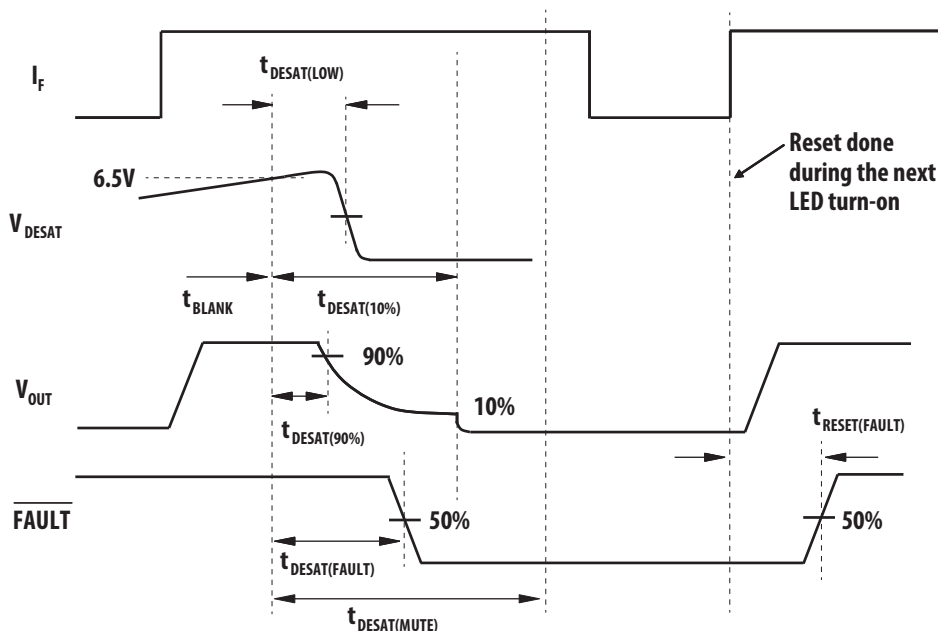 I_F
t_DESAT(LOW)
Reset done
during the next
LED turn-on
6.5V
V_DESAT
t_BLANK
t_DESAT(10%)
90%
V_OUT
10%
t_DESAT(90%)
t_RESET(FAULT)
FAULT
50%
50%
t_DESAT(FAULT)
t_DESAT(MUTE)